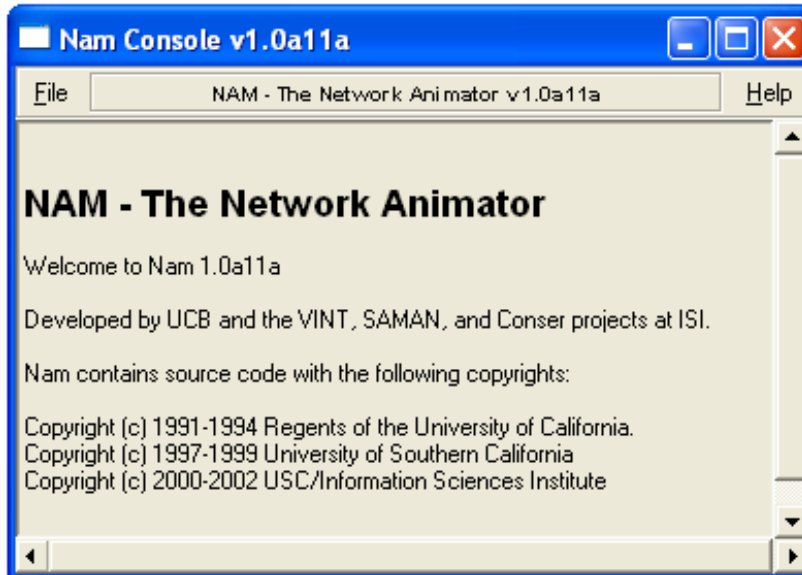 Nam Console v1.0a11a
File NAM - The Network Animator v1.0a11a Help
NAM - The Network Animator
Welcome to Nam 1.0a11a
Developed by UCB and the VINT, SAMAN, and Conser projects at ISI.
Nam contains source code with the following copyrights:
Copyright (c) 1991-1994 Regents of the University of California.
Copyright (c) 1997-1999 University of Southern California
Copyright (c) 2000-2002 USC/Information Sciences Institute